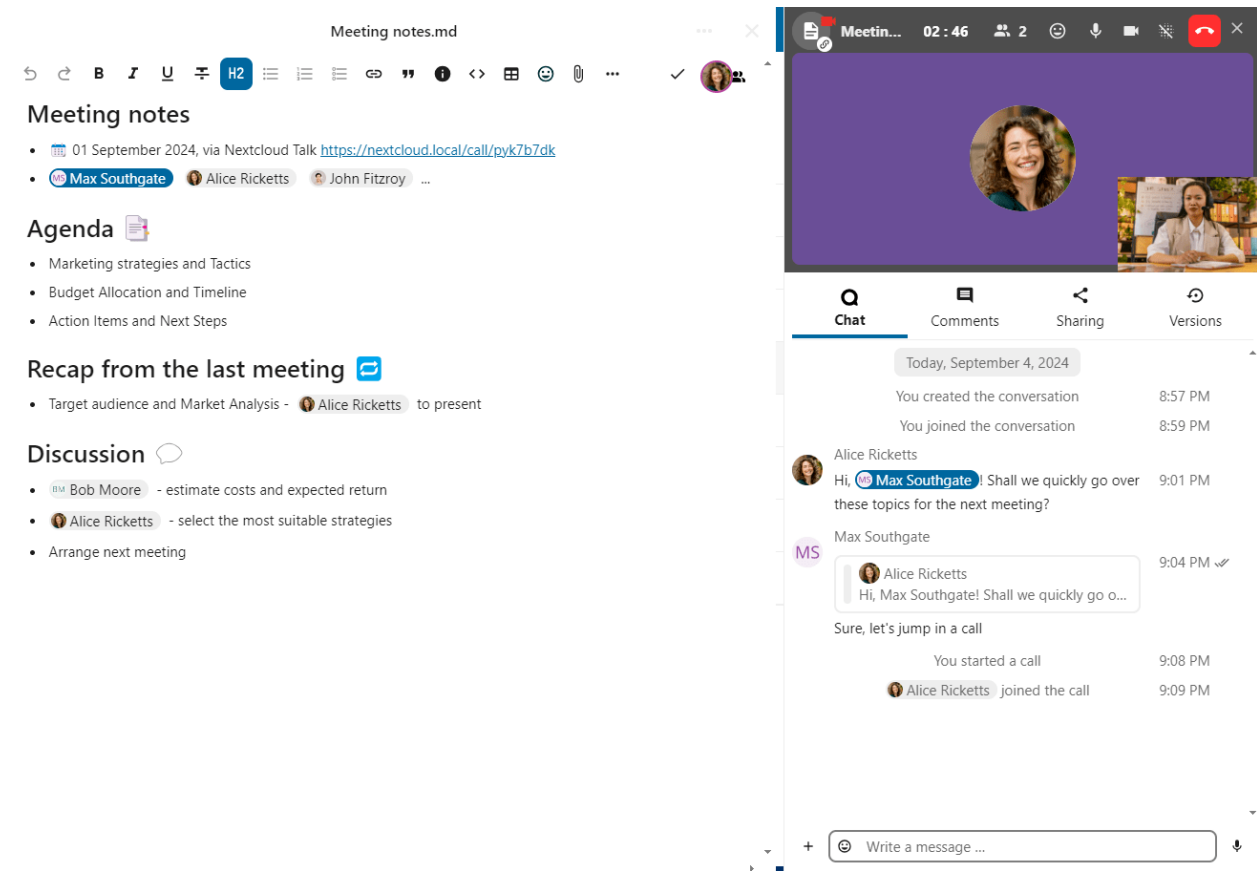 Meeting notes.md
H2
Meeting notes
01 September 2024, via Nextcloud Talk https://nextcloud.local/call/pyk7b7dk
MS Max Southgate Alice Ricketts John Fitzroy ...
Agenda
Marketing strategies and Tactics
Budget Allocation and Timeline
Action Items and Next Steps
Recap from the last meeting
Target audience and Market Analysis - Alice Ricketts to present
Discussion
BM Bob Moore - estimate costs and expected return
Alice Ricketts - select the most suitable strategies
Arrange next meeting
Meetin... 02 : 46 2
Chat Comments Sharing Versions
Today, September 4, 2024
You created the conversation 8:57 PM
You joined the conversation 8:59 PM
Alice Ricketts
Hi, MS Max Southgate! Shall we quickly go over 9:01 PM
these topics for the next meeting?
Max Southgate
MS
9:04 PM
Alice Ricketts
Hi, Max Southgate! Shall we quickly go o...
Sure, let's jump in a call
You started a call 9:08 PM
Alice Ricketts joined the call 9:09 PM
Write a message ...